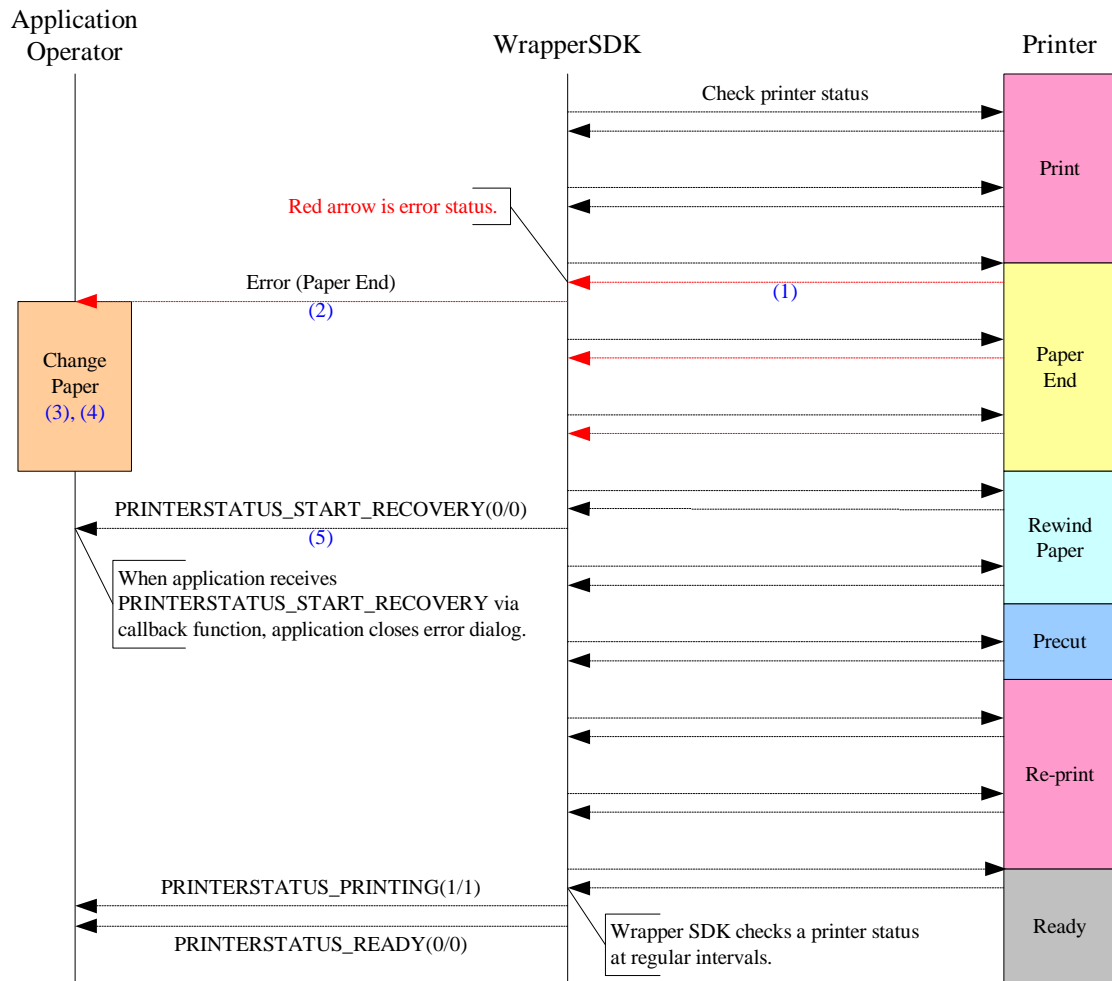 Application
Operator
WrapperSDK
Printer
Check printer status
Print
Red arrow is error status.
Error (Paper End)
(1)
(2)
Change
Paper
(3), (4)
Paper
End
PRINTERSTATUS_START_RECOVERY(0/0)
(5)
Rewind
Paper
When application receives
PRINTERSTATUS_START_RECOVERY via
callback function, application closes error dialog.
Precut
Re-print
PRINTERSTATUS_PRINTING(1/1)
PRINTERSTATUS_READY(0/0)
Wrapper SDK checks a printer status
at regular intervals.
Ready